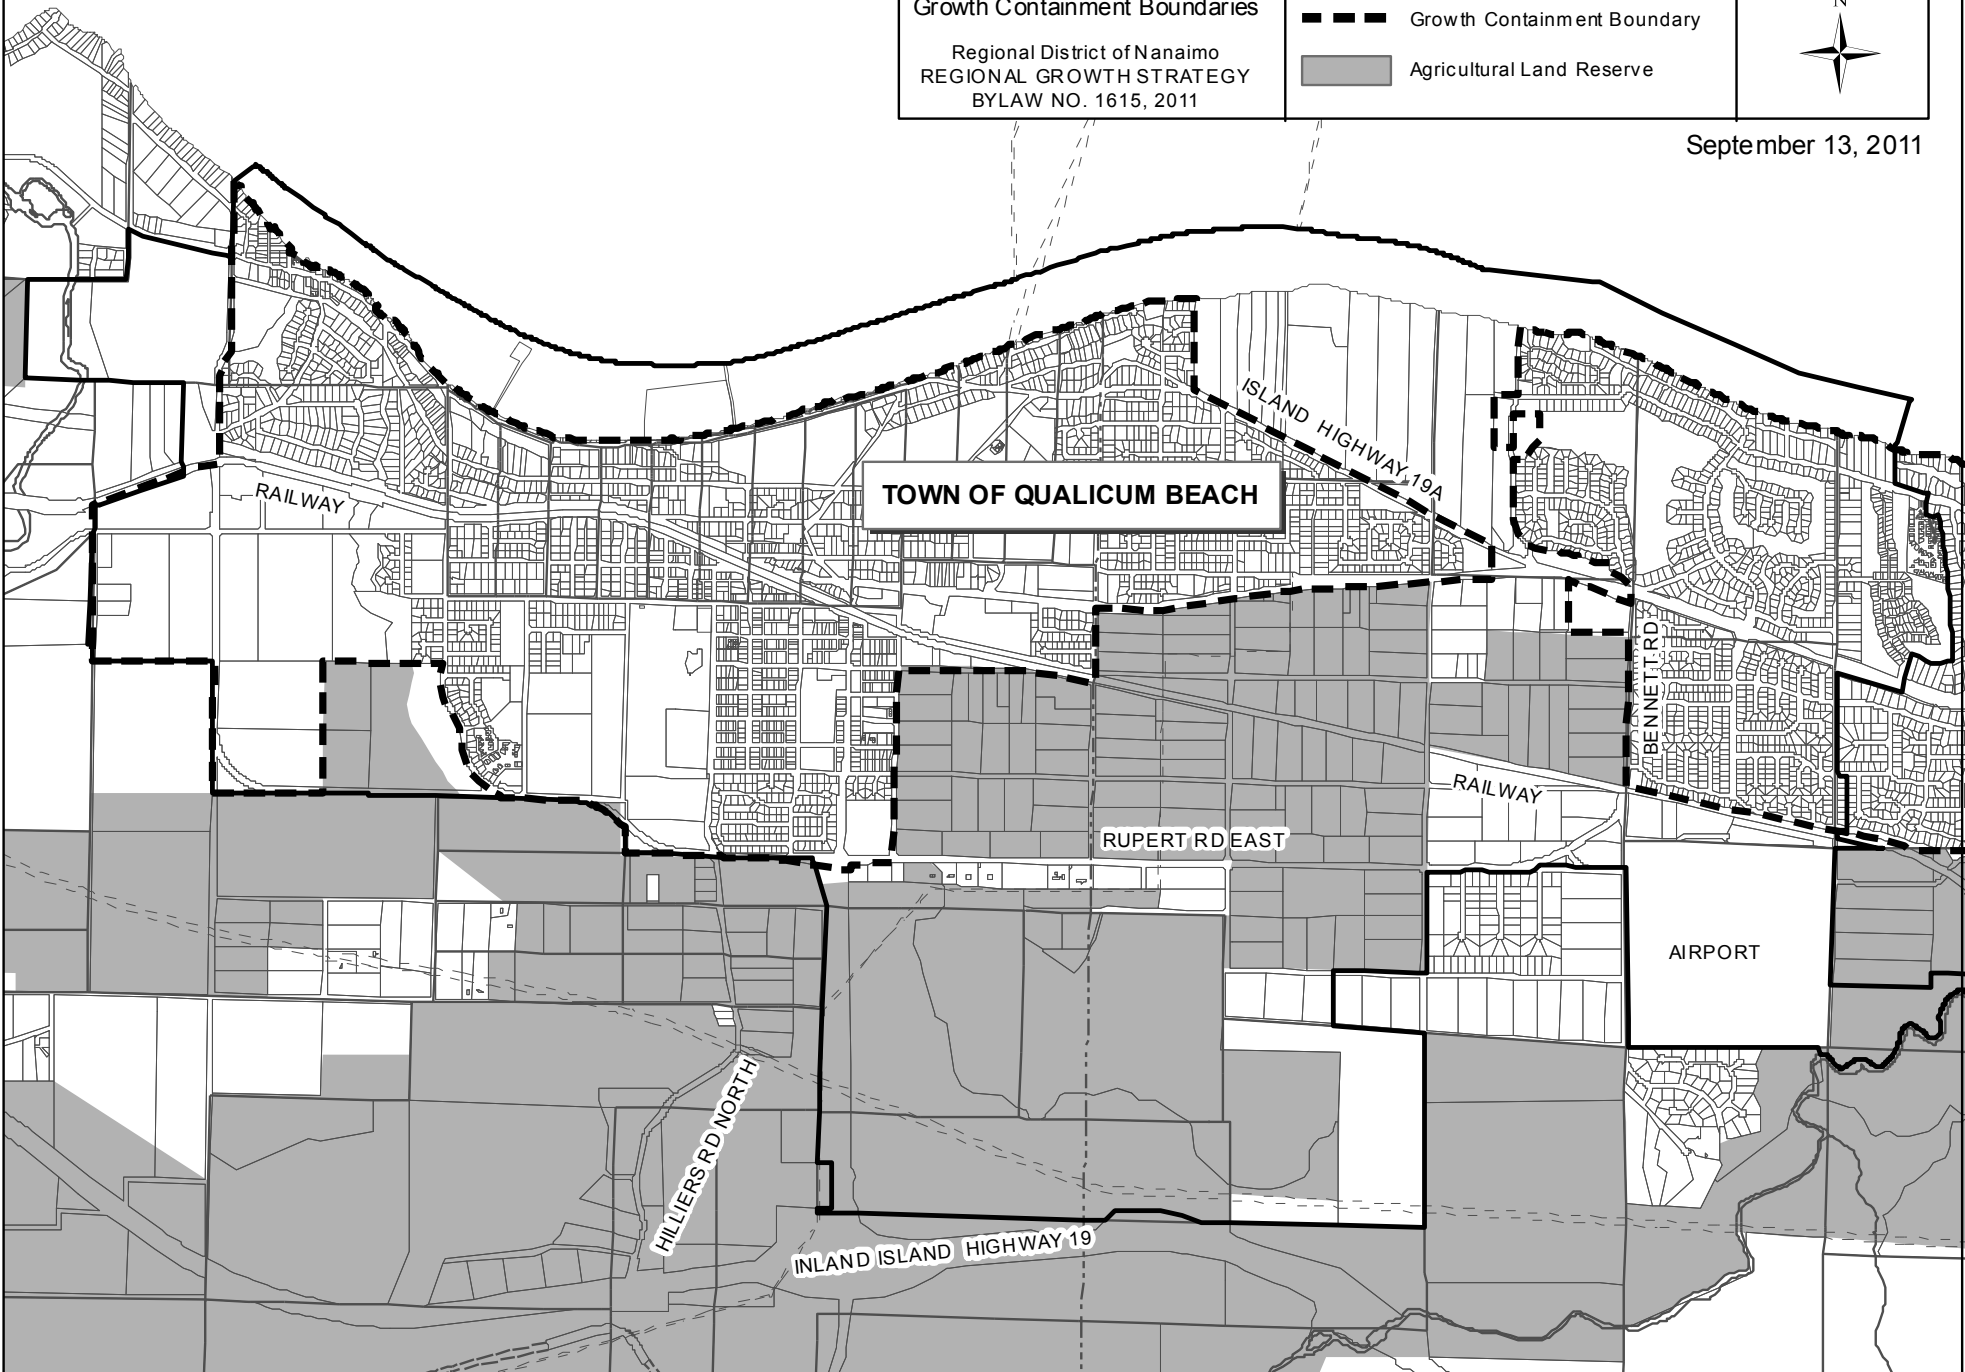 Growth Containment Boundaries
Regional District of Nanaimo
REGIONAL GROWTH STRATEGY
BYLAW NO. 1615, 2011
Growth Containment Boundary
Agricultural Land Reserve
N
September 13, 2011
ISLAND HIGHWAY 19A
TOWN OF QUALICUM BEACH
RAILWAY
BENNETT RD
RAILWAY
RUPERT RD EAST
AIRPORT
HILLIERS RD NORTH
INLAND ISLAND HIGHWAY 19